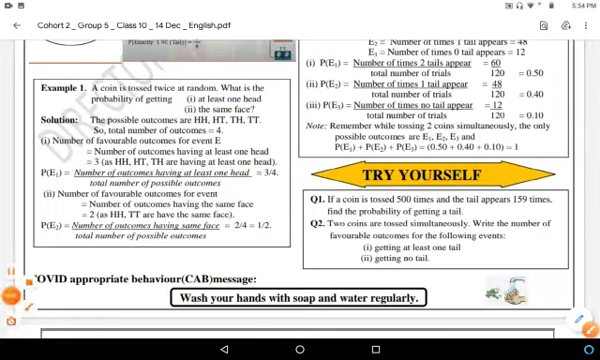 5:54 PM
Cohort 2 _ Group 5 _ Class 10 _ 14 Dec _ English.pdf
Example 1. A coin is tossed twice at random. What is the
probability of getting (i) at least one head
(ii) the same face?
Solution: The possible outcomes are HH, HT, TH, TT.
So, total number of outcomes = 4.
(i) Number of favourable outcomes for event E
= Number of outcomes having at least one head
= 3 (as HH, HT, TH are having at least one head).
P(E₁) = Number of outcomes having at least one head = 3/4.
total number of possible outcomes
(ii) Number of favourable outcomes for event
= Number of outcomes having the same face
= 2 (as HH, TT are have the same face).
P(E₂) = Number of outcomes having same face = 2/4 = 1/2.
total number of possible outcomes
E₂ = Number of times 1 tail appears = 48
E₃ = Number of times 0 tail appears = 12
(i) P(E₁) = Number of times 2 tails appears = 60
total number of trials 120 = 0.50
(ii) P(E₂) = Number of times 1 tail appear = 48
total number of trials 120 = 0.40
(iii) P(E₃) = Number of times no tail appear = 12
total number of trials 120 = 0.10
Note: Remember while tossing 2 coins simultaneously, the only
possible outcomes are E₁, E₂, E₃ and
P(E₁) + P(E₂) + P(E₃) = (0.50 + 0.40 + 0.10) = 1
TRY YOURSELF
Q1. If a coin is tossed 500 times and the tail appears 159 times,
find the probability of getting a tail.
Q2. Two coins are tossed simultaneously. Write the number of
favourable outcomes for the following events:
(i) getting at least one tail
(ii) getting no tail.
OVID appropriate behaviour(CAB)message:
Wash your hands with soap and water regularly.